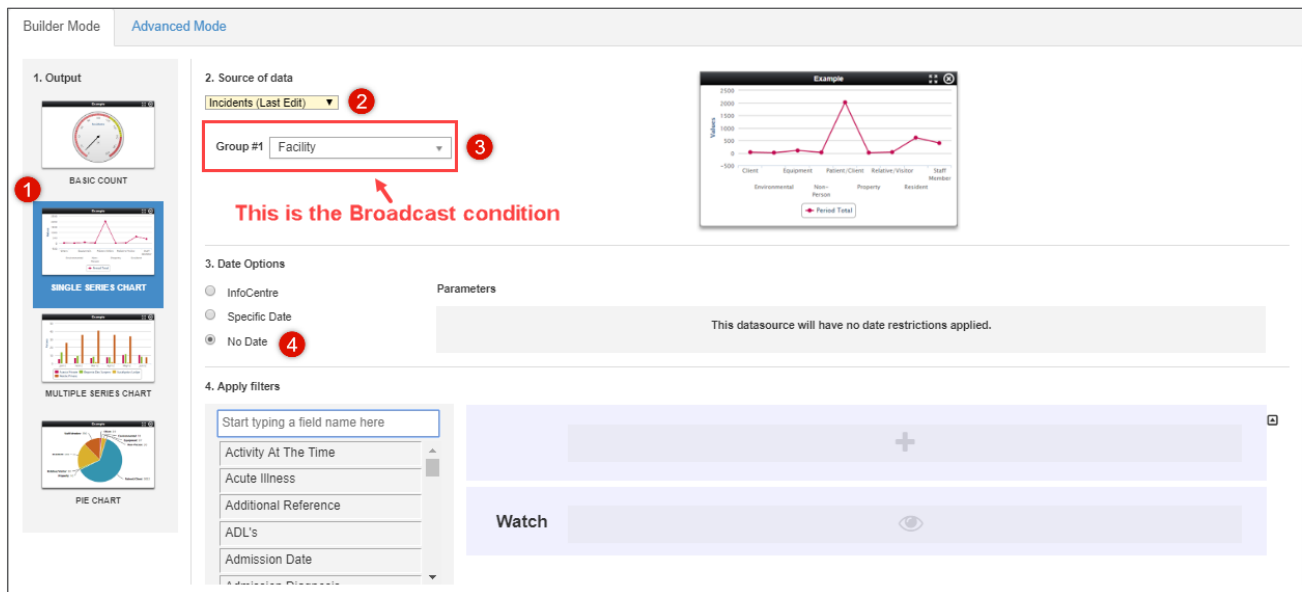 Builder Mode
Advanced Mode
1. Output
BASIC COUNT
1
SINGLE SERIES CHART
MULTIPLE SERIES CHART
PIE CHART
2. Source of data
Incidents (Last Edit)
2
Group #1
Facility
3
This is the Broadcast condition
Example
2500
2000
1500
1000
500
0
-500
Values
Client
Equipment
Patient/Client
Relative/Visitor
Staff
Member
Environmental
Non-
Person
Property
Resident
Period Total
3. Date Options
InfoCentre
Specific Date
No Date
4
Parameters
This datasource will have no date restrictions applied.
4. Apply filters
Start typing a field name here
Activity At The Time
Acute Illness
Additional Reference
ADL's
Admission Date
Admission Diagnosis
Watch